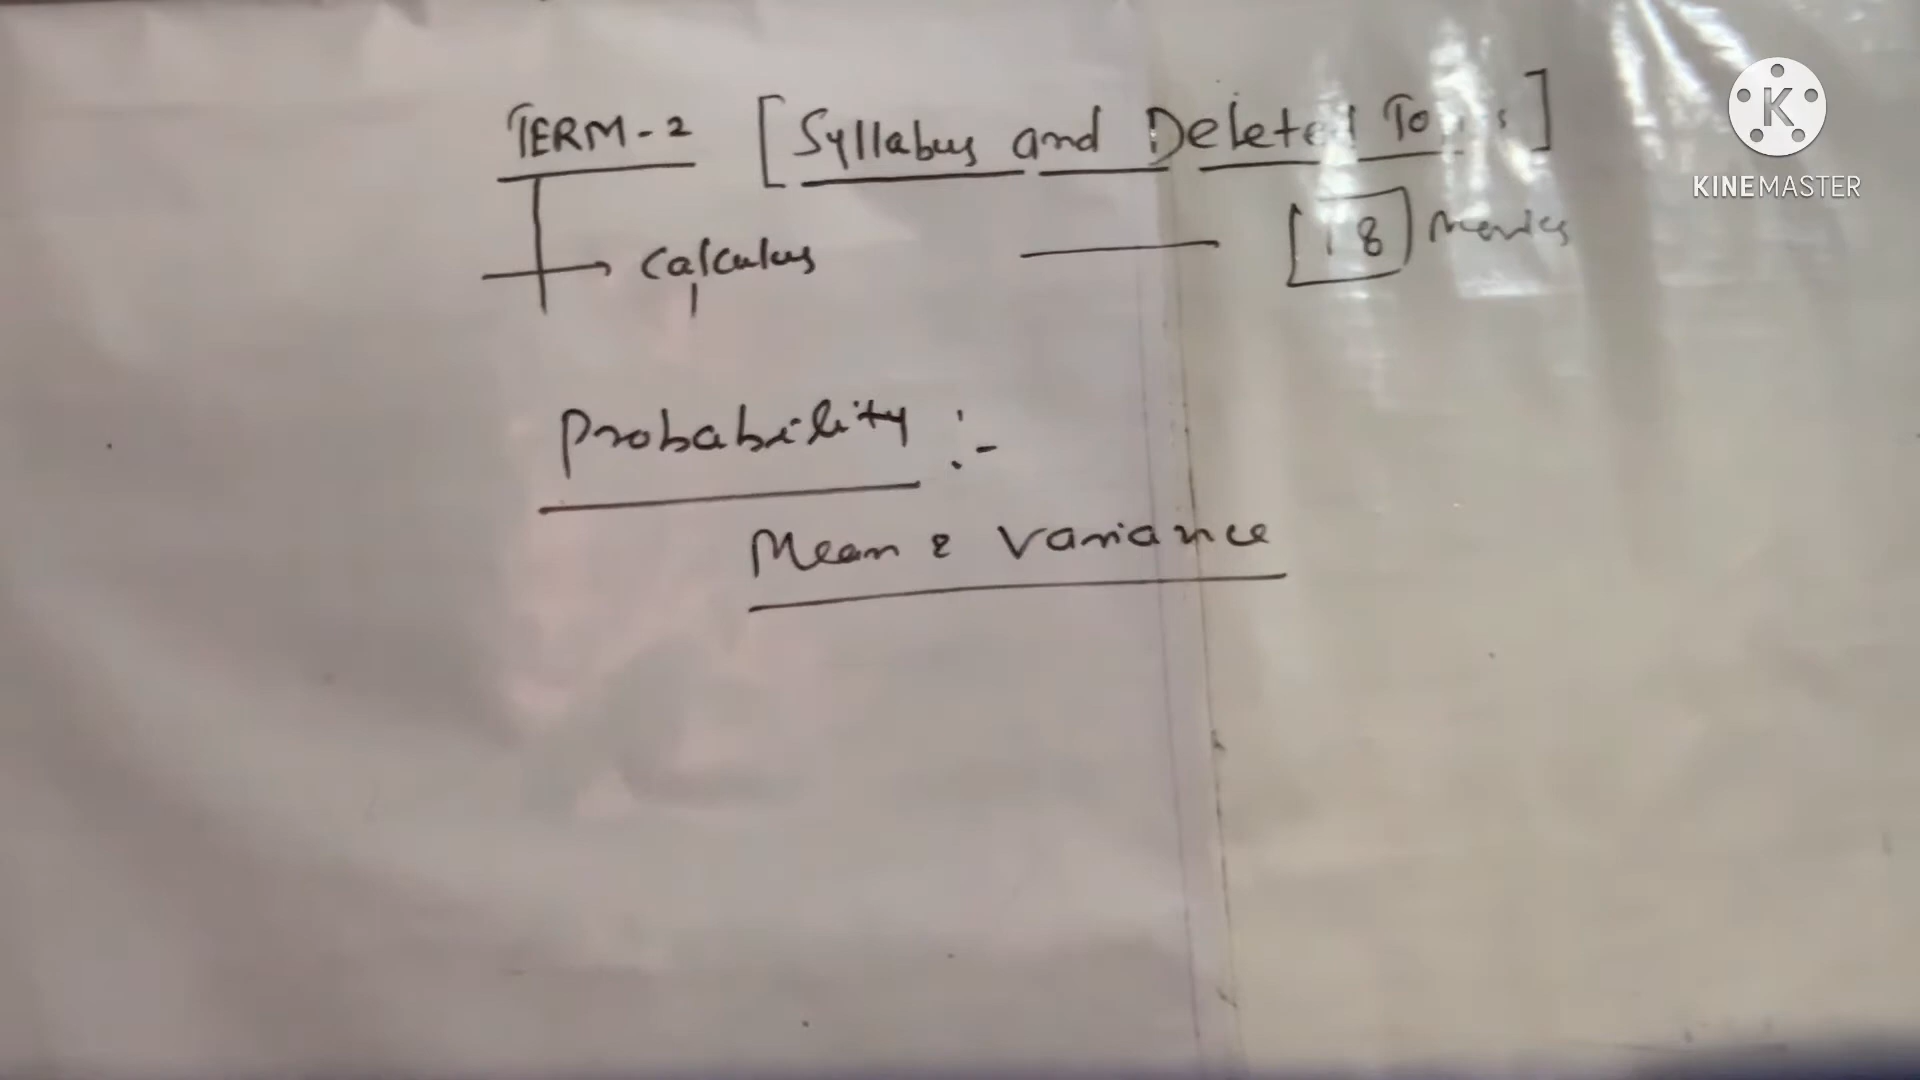 TERM-2 [Syllabus and Deleted]
Calculus — [18] Marks
Probability :-
Mean & Variance
K
KINEMASTER